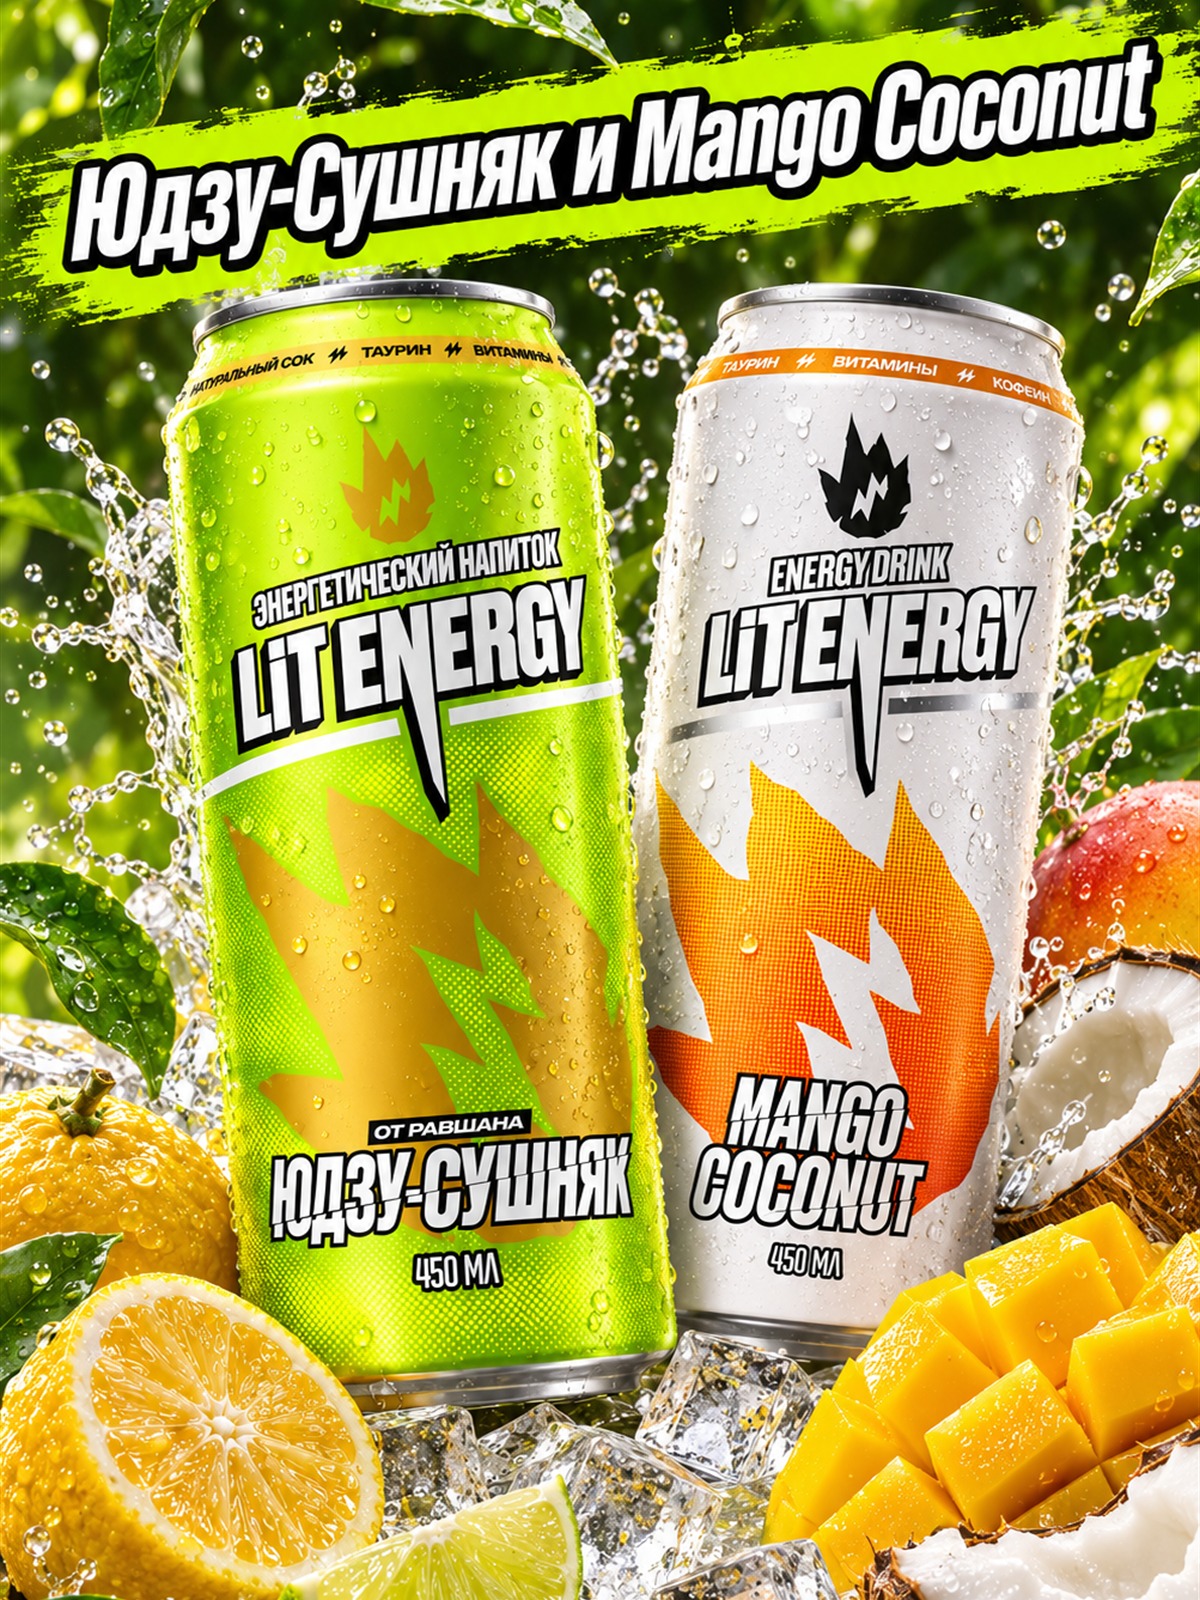 Юдзу-Сушняк и Mango Coconut
НАТУРАЛЬНЫЙ СОК ТАУРИН ВИТАМИНЫ
ЭНЕРГЕТИЧЕСКИЙ НАПИТОК
LiT ENERGY
ОТ РАВШАНА
ЮДЗУ-СУШНЯК
450 МЛ
ТАУРИН ВИТАМИНЫ КОФЕИН
ENERGY DRINK
LiT ENERGY
MANGO
COCONUT
450 МЛ